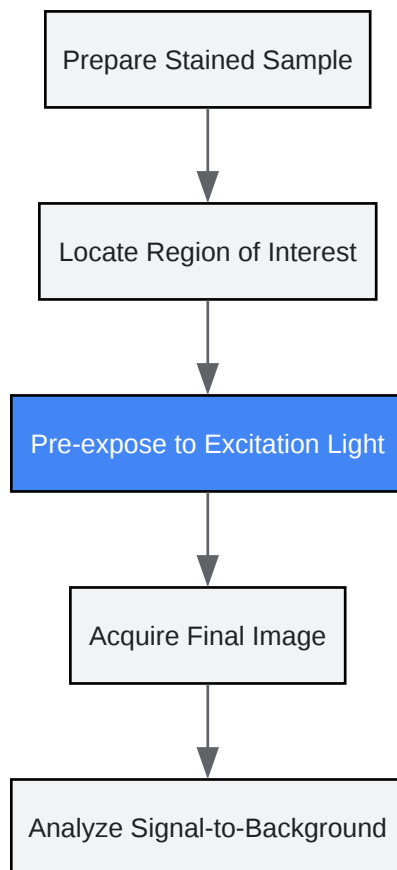 Prepare Stained Sample
Locate Region of Interest
Pre-expose to Excitation Light
Acquire Final Image
Analyze Signal-to-Background